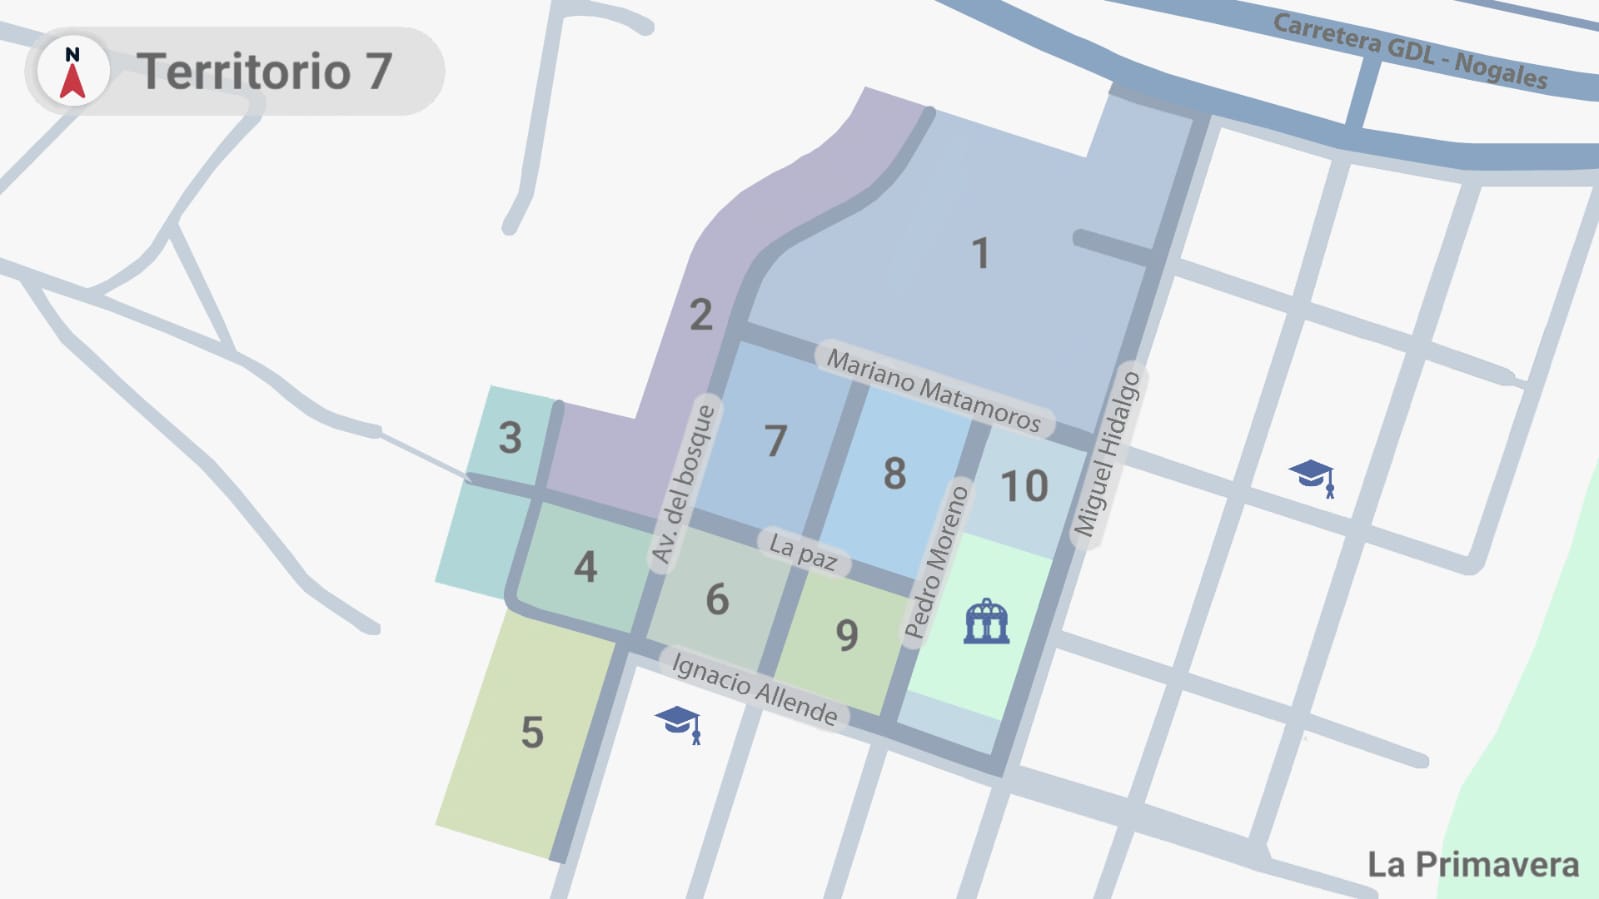 N
Territorio 7
Carretera GDL - Nogales
1
2
Mariano Matamoros
Miguel Hidalgo
Av. del bosque
3
7
8
10
Pedro Moreno
La paz
4
6
9
Ignacio Allende
5
La Primavera